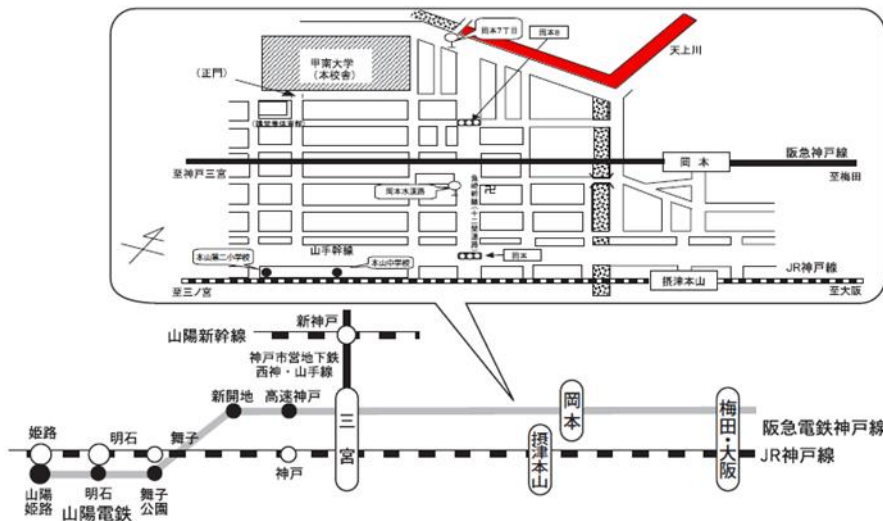 岡本7丁目
岡本8
天上川
甲南大学
(本校舎)
(正門)
岡本
阪急神戸線
至神戸三宮
至梅田
岡本水源路
卍
山手幹線
本山第二小学校
本山中学校
岡本
JR神戸線
摂津本山
至三ノ宮
至大阪
新神戸
山陽新幹線
神戸市営地下鉄
西神・山手線
新開地
高速神戸
三宮
岡本
梅田・大阪
阪急電鉄神戸線
姫路
明石
舞子
神戸
摂津本山
JR神戸線
山陽
姫路
明石
舞子
公園
山陽電鉄